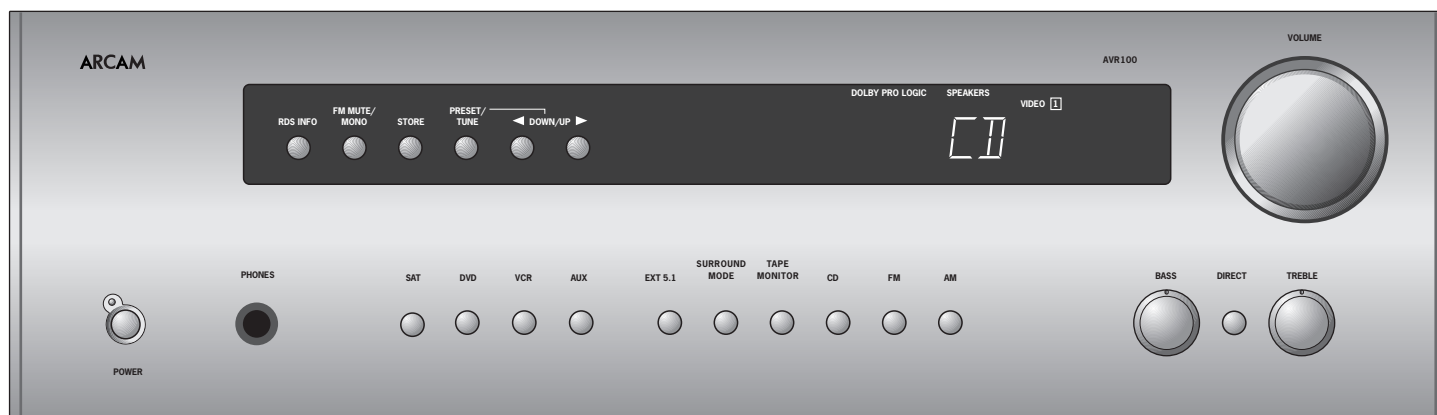 VOLUME
ARCAM
AVR100
DOLBY PRO LOGIC SPEAKERS
VIDEO 1
FM MUTE/ PRESET/
RDS INFO MONO STORE TUNE DOWN/UP
CD
SURROUND TAPE
PHONES SAT DVD VCR AUX EXT 5.1 MODE MONITOR CD FM AM BASS DIRECT TREBLE
POWER